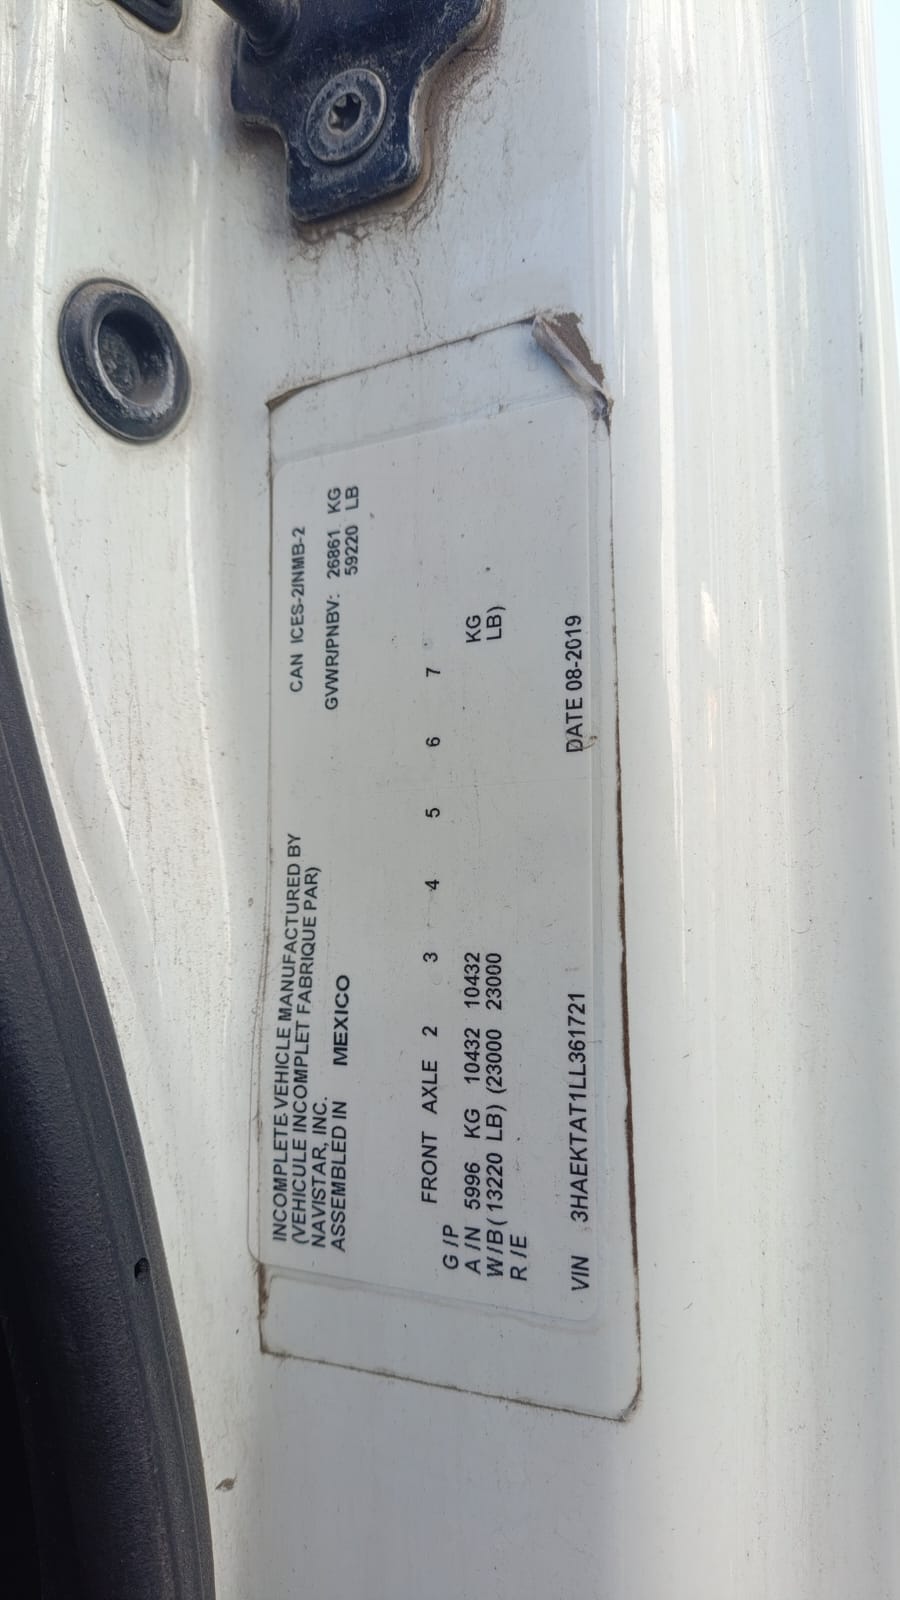 INCOMPLETE VEHICLE MANUFACTURED BY
(VEHICULE INCOMPLET FABRIQUE PAR)
NAVISTAR, INC.
ASSEMBLED IN MEXICO
CAN ICES-2/NMB-2
GVWR/PNBV: 26861 KG
59220 LB
FRONT AXLE 2 3 4 5 6 7
G/P
A/IN 5996 KG 10432 10432 KG
W/B (13220 LB) (23000 23000 LB)
R/E
VIN 3HAEKTAT1LL361721 DATE 08-2019